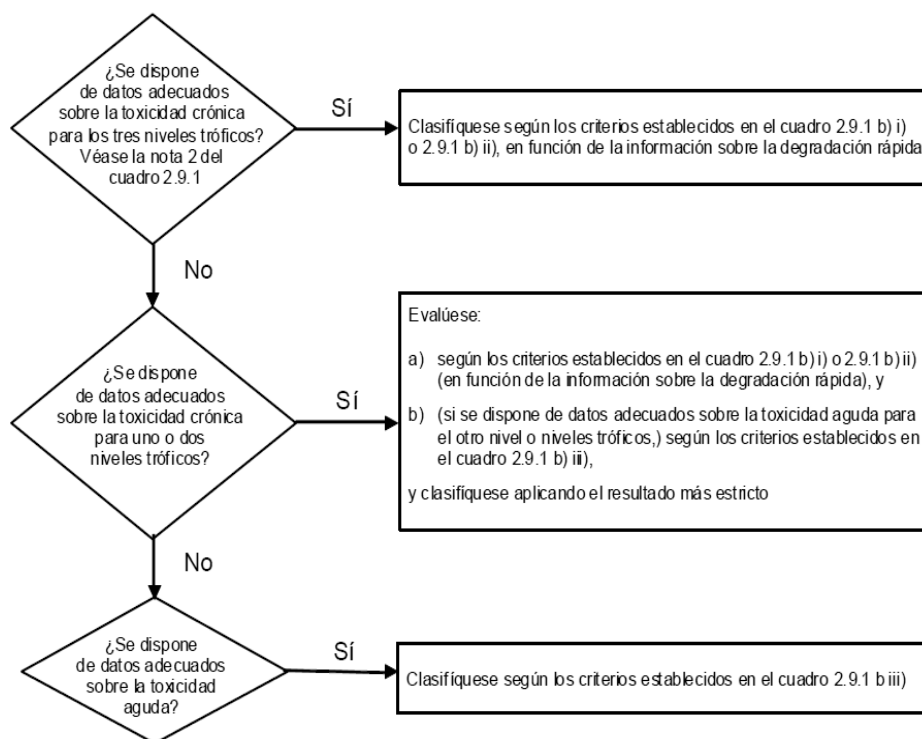 ¿Se dispone
de datos adecuados
sobre la toxicidad crónica
para los tres niveles tróficos?
Véase la nota 2 del
cuadro 2.9.1
Sí
Clasifíquese según los criterios establecidos en el cuadro 2.9.1 b) i)
o 2.9.1 b) ii), en función de la información sobre la degradación rápida
No
¿Se dispone
de datos adecuados
sobre la toxicidad crónica
para uno o dos
niveles tróficos?
Sí
Evalúese:
a) según los criterios establecidos en el cuadro 2.9.1 b) i) o 2.9.1 b) ii)
(en función de la información sobre la degradación rápida), y
b) (si se dispone de datos adecuados sobre la toxicidad aguda para
el otro nivel o niveles tróficos,) según los criterios establecidos en
el cuadro 2.9.1 b) iii),
y clasifíquese aplicando el resultado más estricto
No
¿Se dispone
de datos adecuados
sobre la toxicidad
aguda?
Sí
Clasifíquese según los criterios establecidos en el cuadro 2.9.1 b iii)